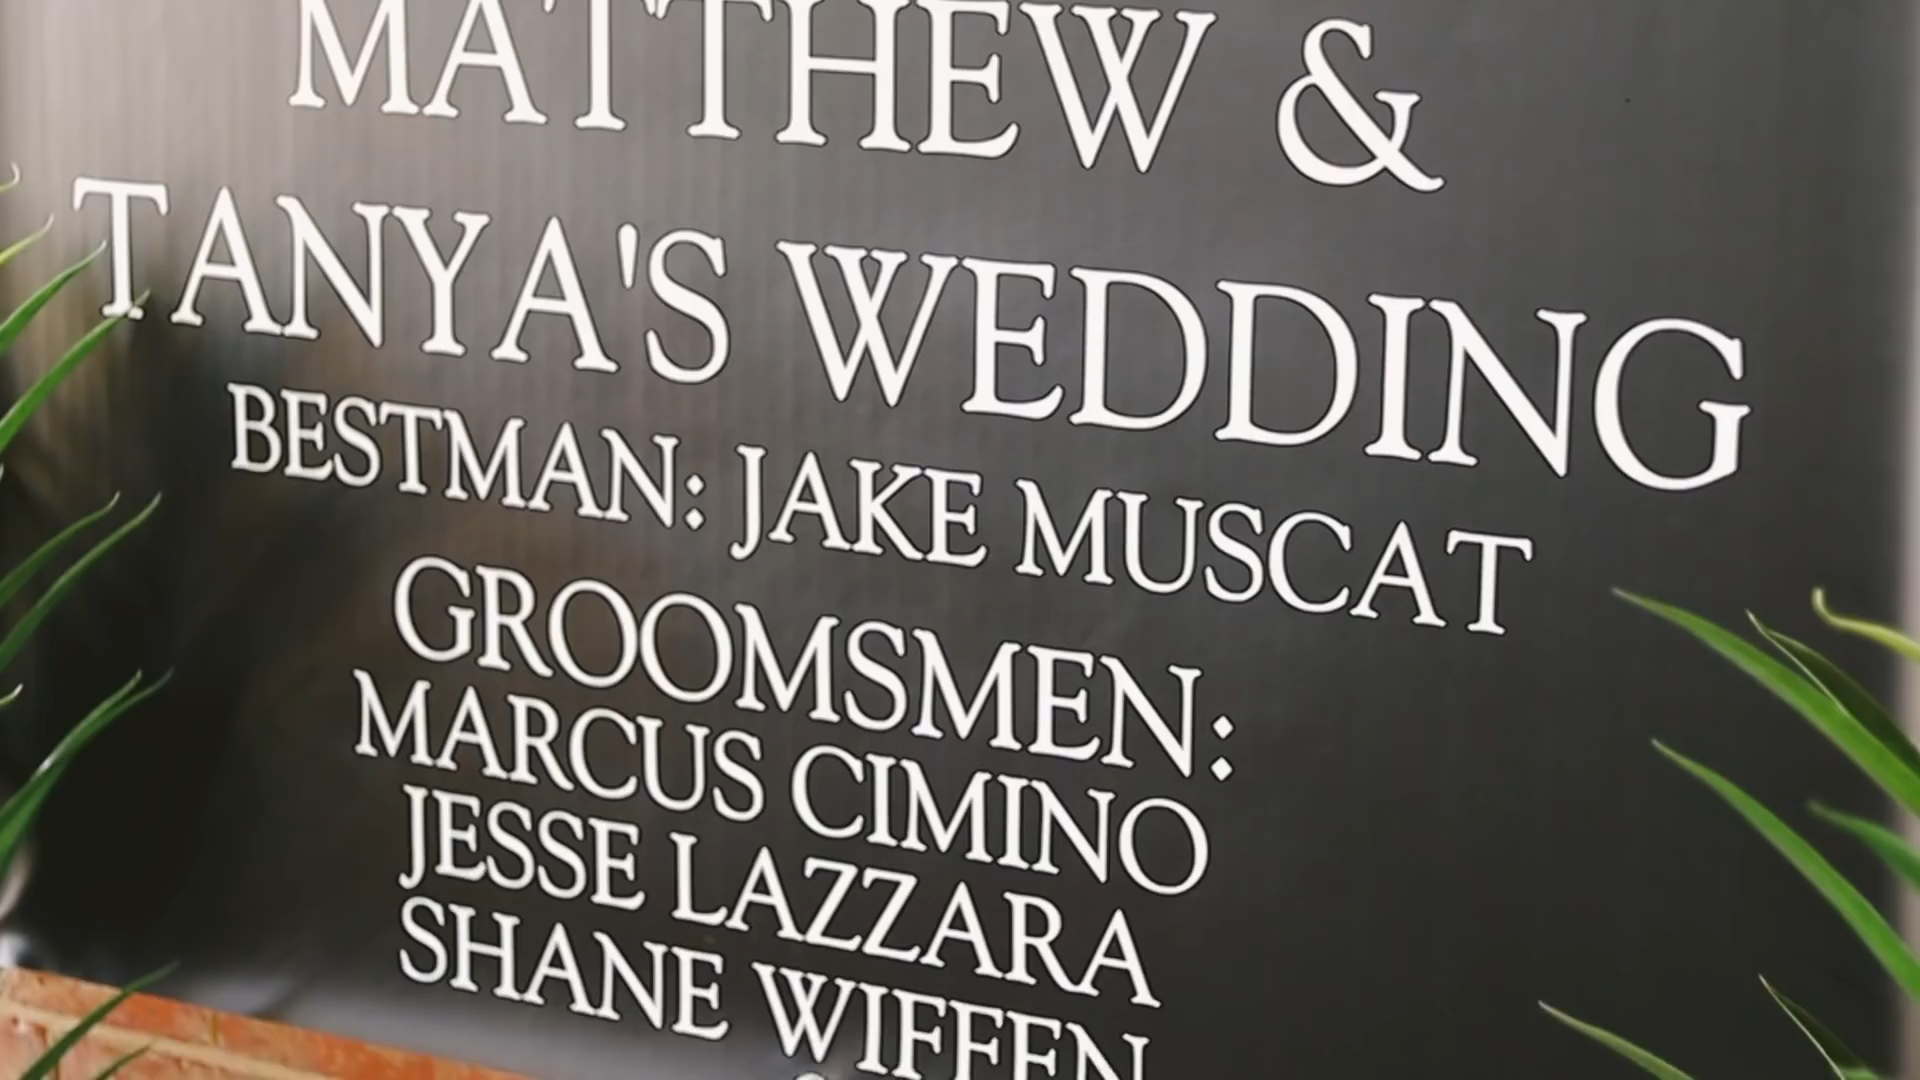 MATTHEW &
TANYA'S WEDDING
BESTMAN: JAKE MUSCAT
GROOMSMEN:
MARCUS CIMINO
JESSE LAZZARA
SHANE WIFFEN